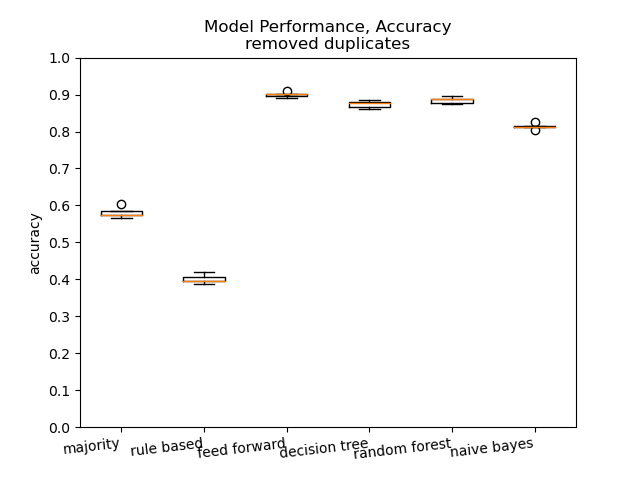 Model Performance, Accuracy
removed duplicates
accuracy
1.0
0.9
0.8
0.7
0.6
0.5
0.4
0.3
0.2
0.1
0.0
majority
rule based
feed forward
decision tree
random forest
naive bayes